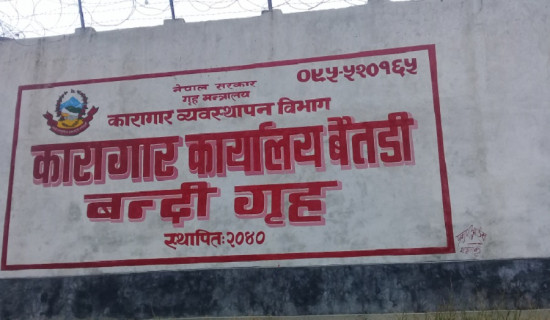 नेपाल सरकार
गृह मन्त्रालय
०९५-५२०१६५
कारागार व्यवस्थापन विभाग
कारागार कार्यालय बैतडी
बन्दी गृह
स्थापितः२०४०